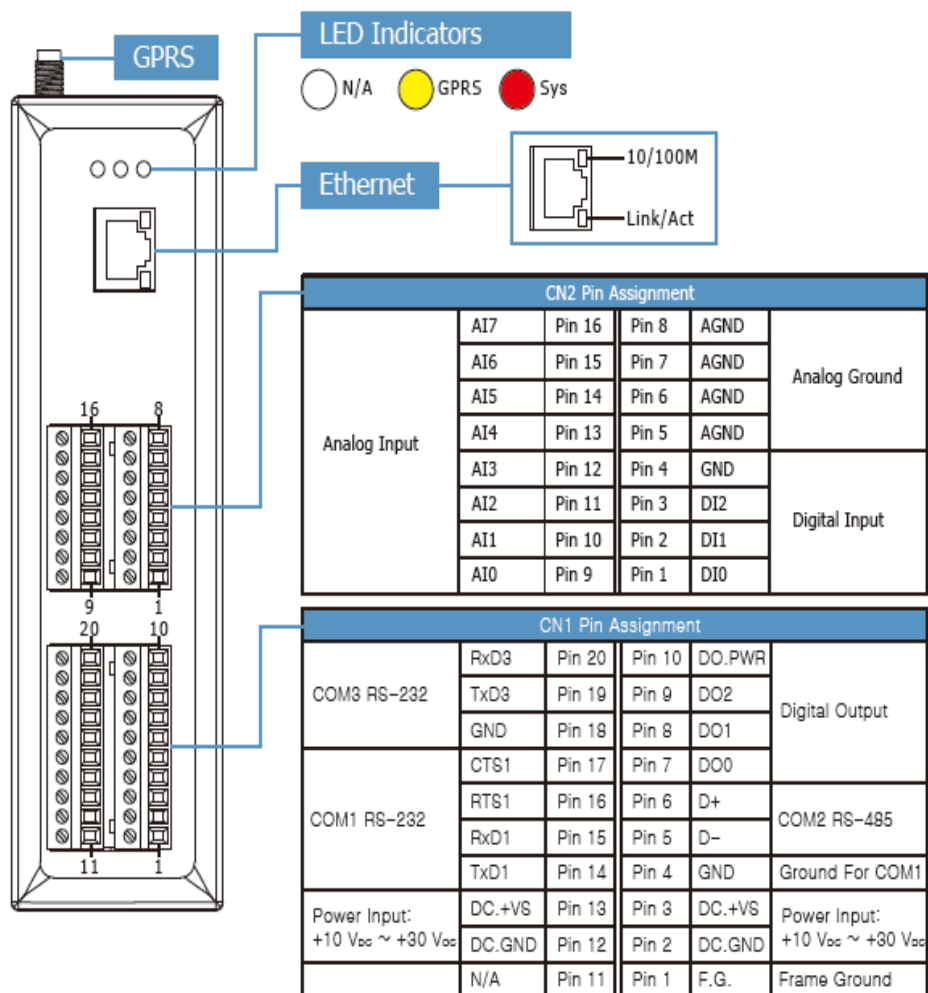 GPRS
LED Indicators
N/A GPRS Sys
Ethernet
10/100M
Link/Act
CN2 Pin Assignment
Analog Input
AI7 Pin 16 Pin 8 AGND
AI6 Pin 15 Pin 7 AGND
Analog Ground
AI5 Pin 14 Pin 6 AGND
AI4 Pin 13 Pin 5 AGND
AI3 Pin 12 Pin 4 GND
AI2 Pin 11 Pin 3 DI2
Digital Input
AI1 Pin 10 Pin 2 DI1
AI0 Pin 9 Pin 1 DI0
16 8
9 1
20 10
11 1
CN1 Pin Assignment
RxD3 Pin 20 Pin 10 DO.PWR
COM3 RS-232 TxD3 Pin 19 Pin 9 DO2
Digital Output
GND Pin 18 Pin 8 DO1
CTS1 Pin 17 Pin 7 DO0
COM1 RS-232
RTS1 Pin 16 Pin 6 D+
COM2 RS-485
RxD1 Pin 15 Pin 5 D-
TxD1 Pin 14 Pin 4 GND Ground For COM1
Power Input:
+10 VDC ~ +30 VDC
DC.+VS Pin 13 Pin 3 DC.+VS
DC.GND Pin 12 Pin 2 DC.GND
Power Input:
+10 VDC ~ +30 VDC
N/A Pin 11 Pin 1 F.G. Frame Ground